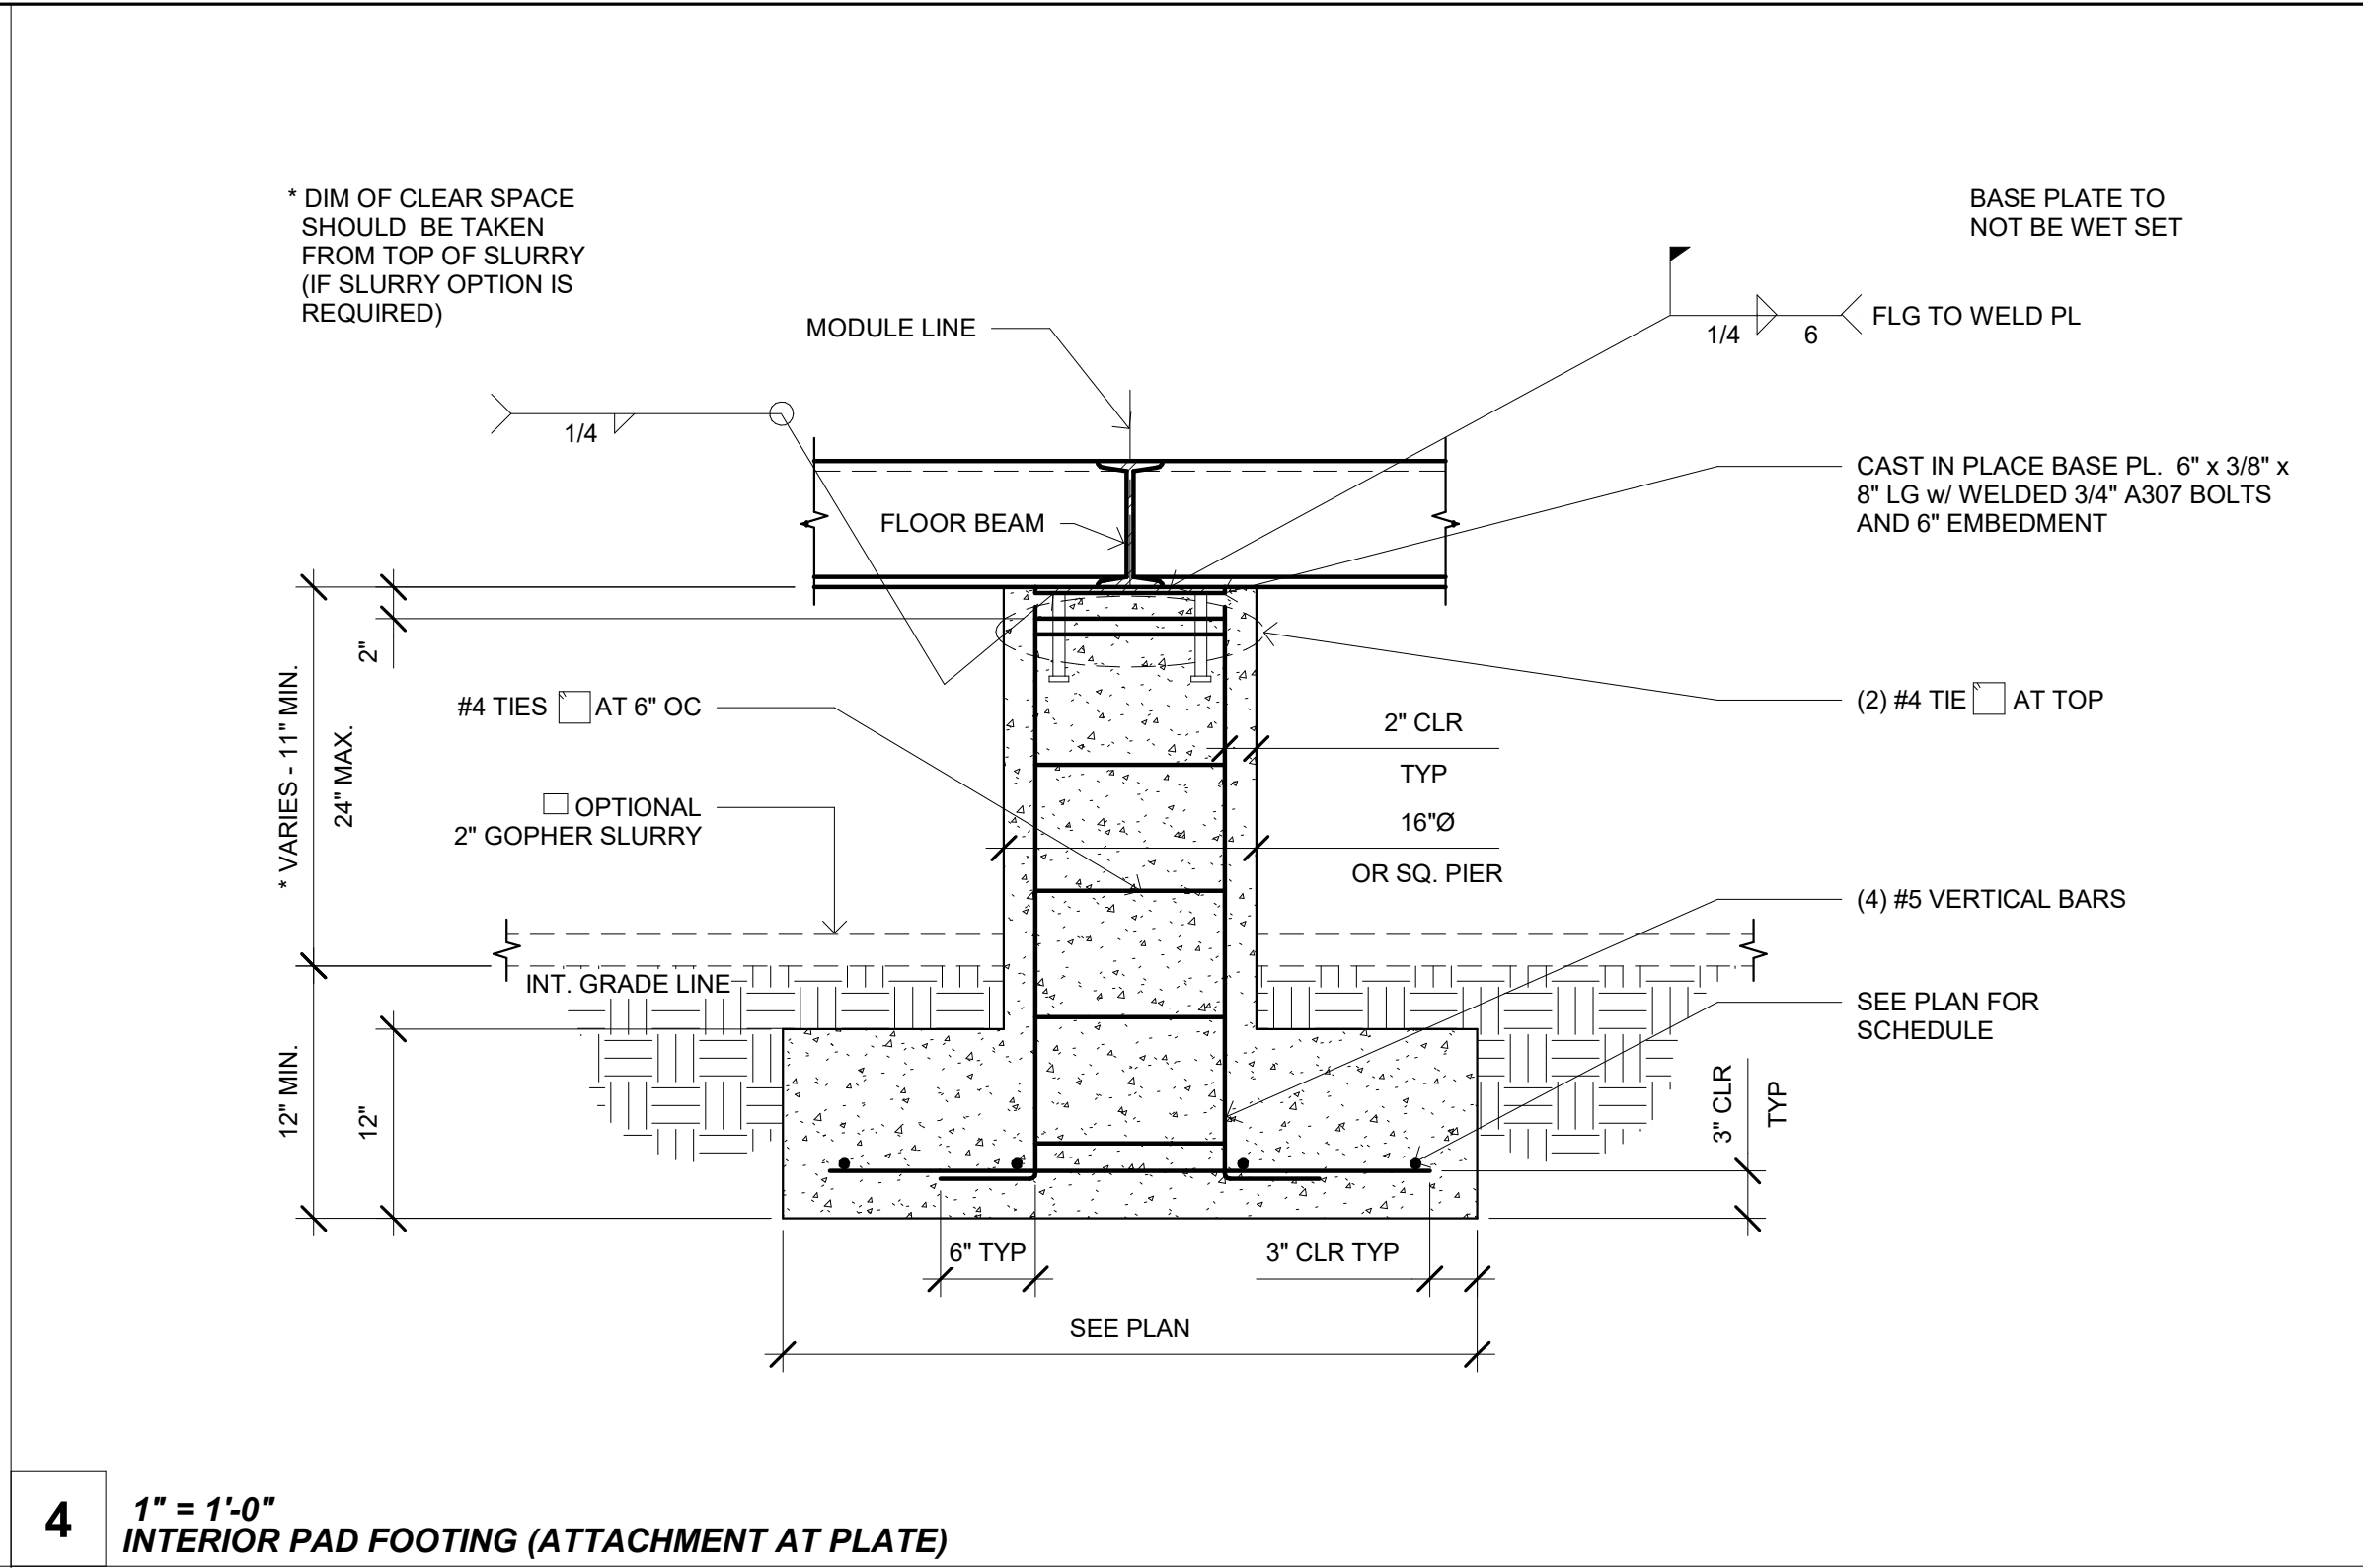 * DIM OF CLEAR SPACE
SHOULD BE TAKEN
FROM TOP OF SLURRY
(IF SLURRY OPTION IS
REQUIRED)
BASE PLATE TO
NOT BE WET SET
MODULE LINE
1/4
6
FLG TO WELD PL
1/4
CAST IN PLACE BASE PL. 6" x 3/8" x
8" LG w/ WELDED 3/4" A307 BOLTS
AND 6" EMBEDMENT
FLOOR BEAM
* VARIES - 11" MIN.
24" MAX.
2"
#4 TIES AT 6" OC
(2) #4 TIE AT TOP
2" CLR
TYP
OPTIONAL
2" GOPHER SLURRY
16"Ø
OR SQ. PIER
(4) #5 VERTICAL BARS
INT. GRADE LINE
SEE PLAN FOR
SCHEDULE
12" MIN.
12"
3" CLR
TYP
6" TYP
3" CLR TYP
SEE PLAN
4
1" = 1'-0"
INTERIOR PAD FOOTING (ATTACHMENT AT PLATE)